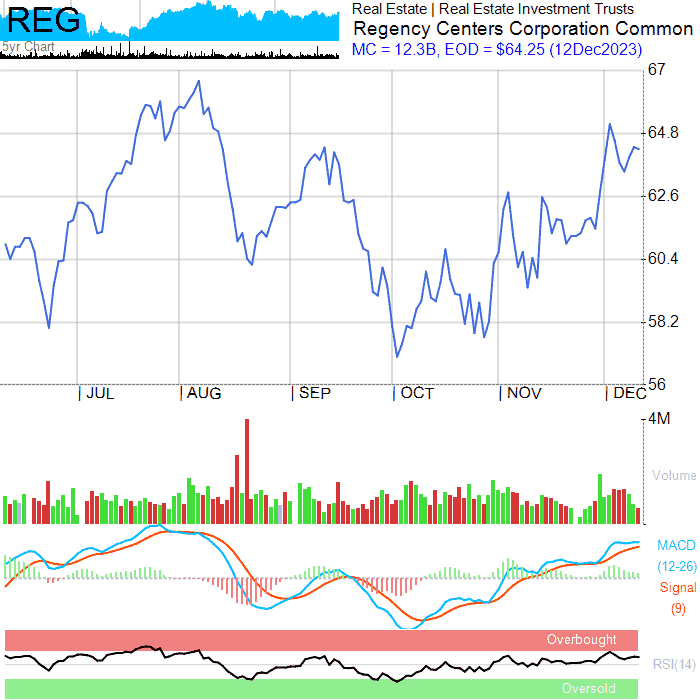 REG
5yr Chart
Real Estate | Real Estate Investment Trusts
Regency Centers Corporation Common
MC = 12.3B, EOD = $64.25 (12Dec2023)
67
64.8
62.6
60.4
58.2
56
| JUL | AUG | SEP | OCT | NOV | DEC
4M
Volume
MACD
(12-26)
Signal
(9)
Overbought
RSI(14)
Oversold